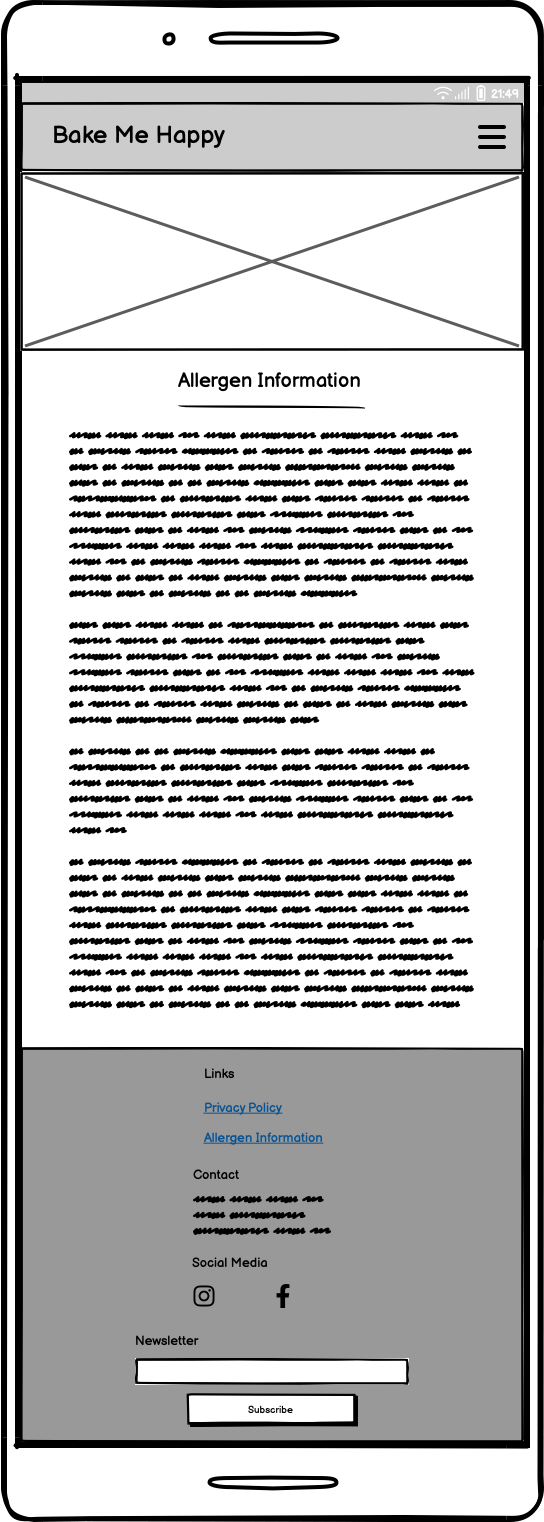 21:49
Bake Me Happy
Allergen Information
Links
Privacy Policy
Allergen Information
Contact
Social Media
Newsletter
Subscribe